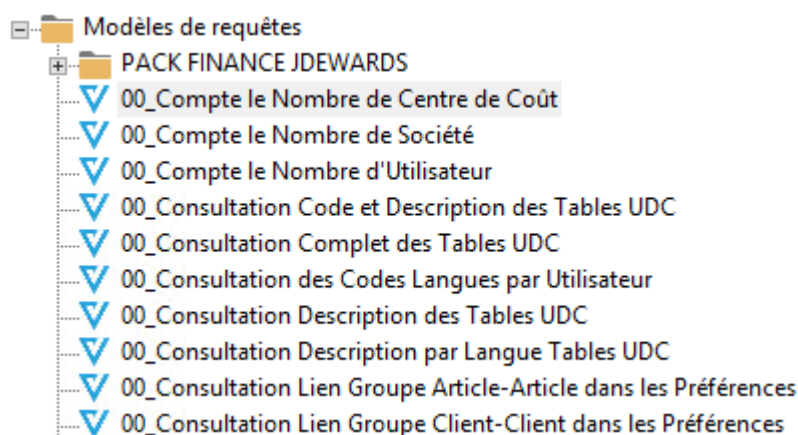 Modèles de requêtes
PACK FINANCE JDEWARDS
00_Compte le Nombre de Centre de Coût
00_Compte le Nombre de Société
00_Compte le Nombre d'Utilisateur
00_Consultation Code et Description des Tables UDC
00_Consultation Complet des Tables UDC
00_Consultation des Codes Langues par Utilisateur
00_Consultation Description des Tables UDC
00_Consultation Description par Langue Tables UDC
00_Consultation Lien Groupe Article-Article dans les Préférences
00_Consultation Lien Groupe Client-Client dans les Préférences